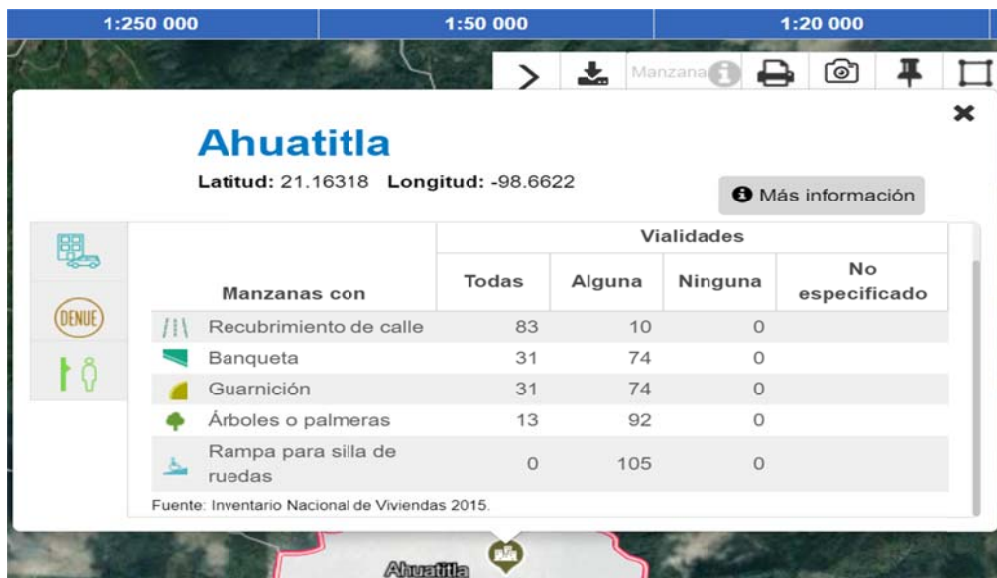 1:250 000 1:50 000 1:20 000
Manzana
Ahuatitla
Latitud: 21.16318 Longitud: -98.6622
Más información
Vialidades
Manzanas con Todas Alguna Ninguna No especificado
DENUE
Recubrimiento de calle 83 10 0
Banqueta 31 74 0
Guarnición 31 74 0
Árboles o palmeras 13 92 0
Rampa para silla de ruedas 0 105 0
Fuente: Inventario Nacional de Viviendas 2015.
Ahuatitla